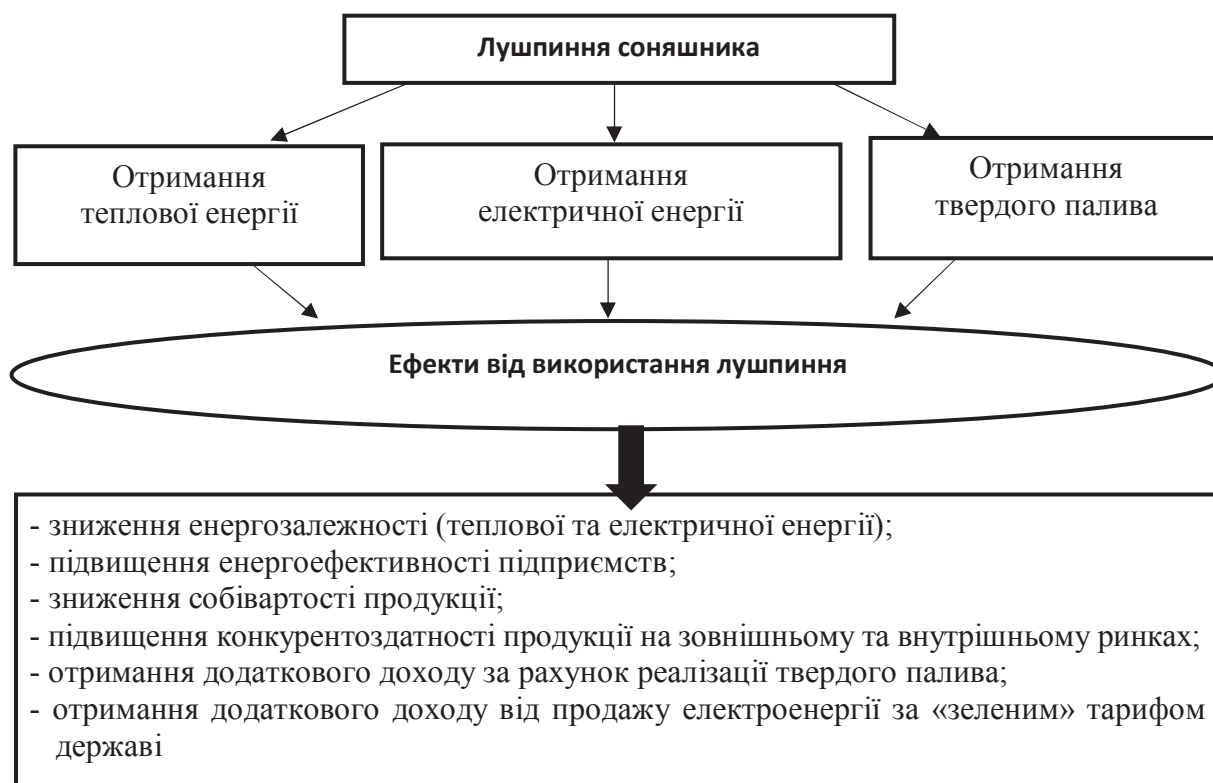 Лушпиння соняшника
Отримання
теплової енергії
Отримання
електричної енергії
Отримання
твердого палива
Ефекти від використання лушпиння
- зниження енергозалежності (теплової та електричної енергії);
- підвищення енергоефективності підприємств;
- зниження собівартості продукції;
- підвищення конкурентоздатності продукції на зовнішньому та внутрішньому ринках;
- отримання додаткового доходу за рахунок реалізації твердого палива;
- отримання додаткового доходу від продажу електроенергії за «зеленим» тарифом
державі